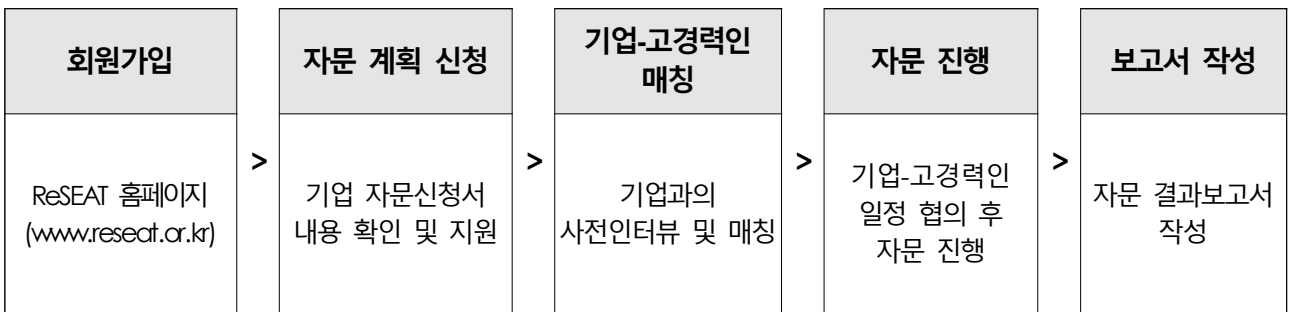 회원가입
ReSEAT 홈페이지
(www.reseat.or.kr)
>
자문 계획 신청
기업 자문신청서
내용 확인 및 지원
>
기업-고경력인
매칭
기업과의
사전인터뷰 및 매칭
>
자문 진행
기업-고경력인
일정 협의 후
자문 진행
>
보고서 작성
자문 결과보고서
작성